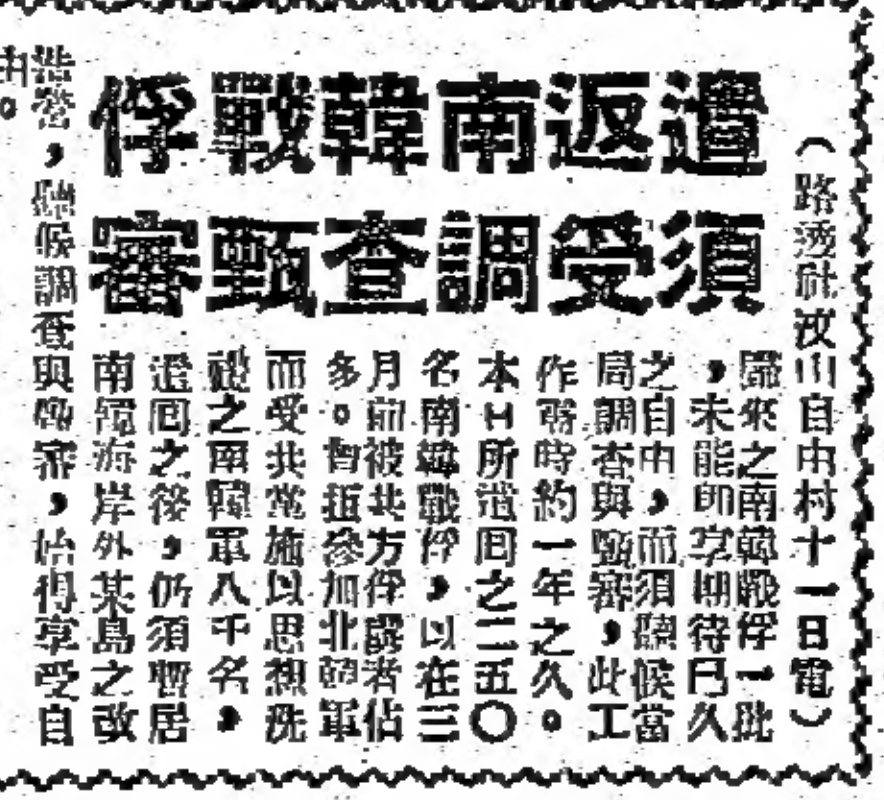 遣返南韓戰俘
須受調查甄審
（路透社汶山自由村十一日電）
歸來之南韓戰俘一批
，未能即享期待已久
之自由，而須聽候當
局調查與甄審，此工
作需時約一年之久。
本日所遣回之二五〇
名南韓戰俘，以在三
月前被共方俘虜者佔
多。曾拒參加北韓軍
而受共黨施以思想洗
禮之南韓軍八千名，
遣回之後，仍須暫居
南韓海岸外某島之改
造營，聽候調查與甄審，始得享受自
由。